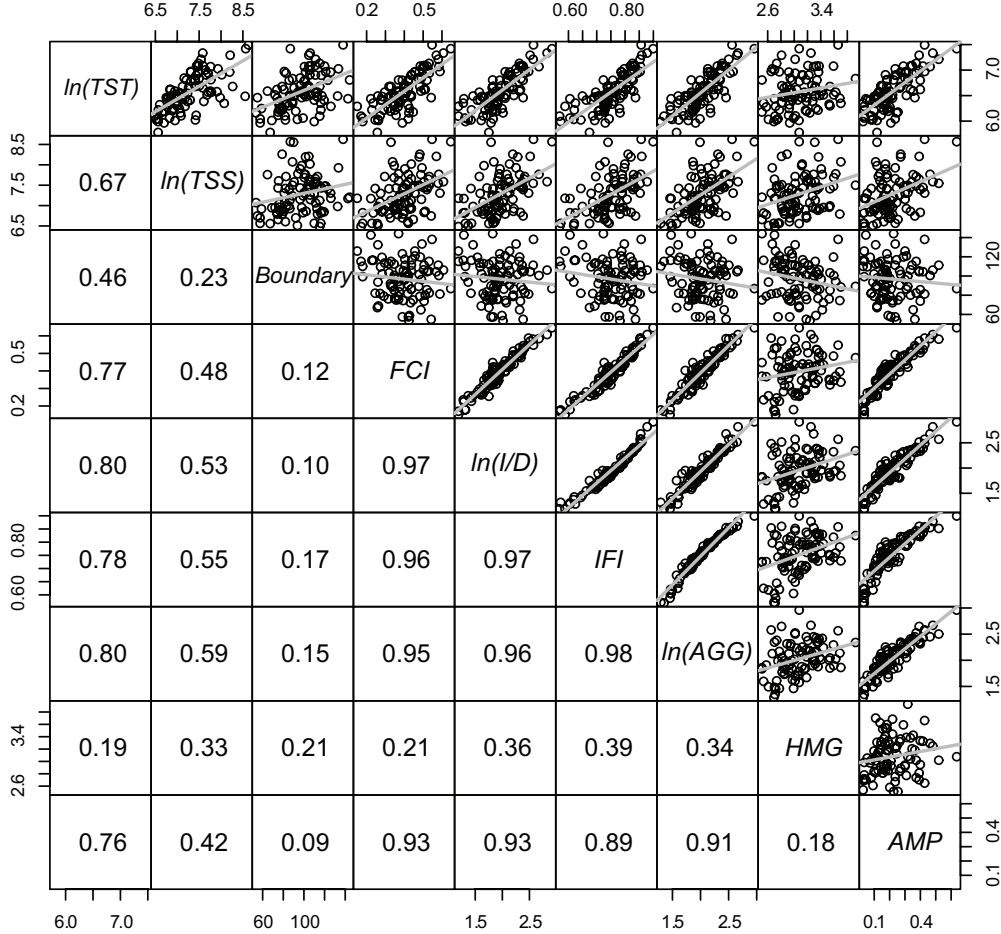 6.5 7.5 8.5 0.2 0.5 0.60 0.80 2.6 3.4
ln(TST) 6.0 7.0
6.5 7.5 8.5 0.67 ln(TSS)
0.46 0.23 Boundary 60 120
0.2 0.5 0.77 0.48 0.12 FCI
0.80 0.53 0.10 0.97 ln(I/D) 1.5 2.5
0.60 0.80 0.78 0.55 0.17 0.96 0.97 IFI
0.80 0.59 0.15 0.95 0.96 0.98 ln(AGG) 1.5 2.5
2.6 3.4 0.19 0.33 0.21 0.21 0.36 0.39 0.34 HMG
0.76 0.42 0.09 0.93 0.93 0.89 0.91 0.18 AMP 0.1 0.4
6.0 7.0 60 100 1.5 2.5 1.5 2.5 0.1 0.4